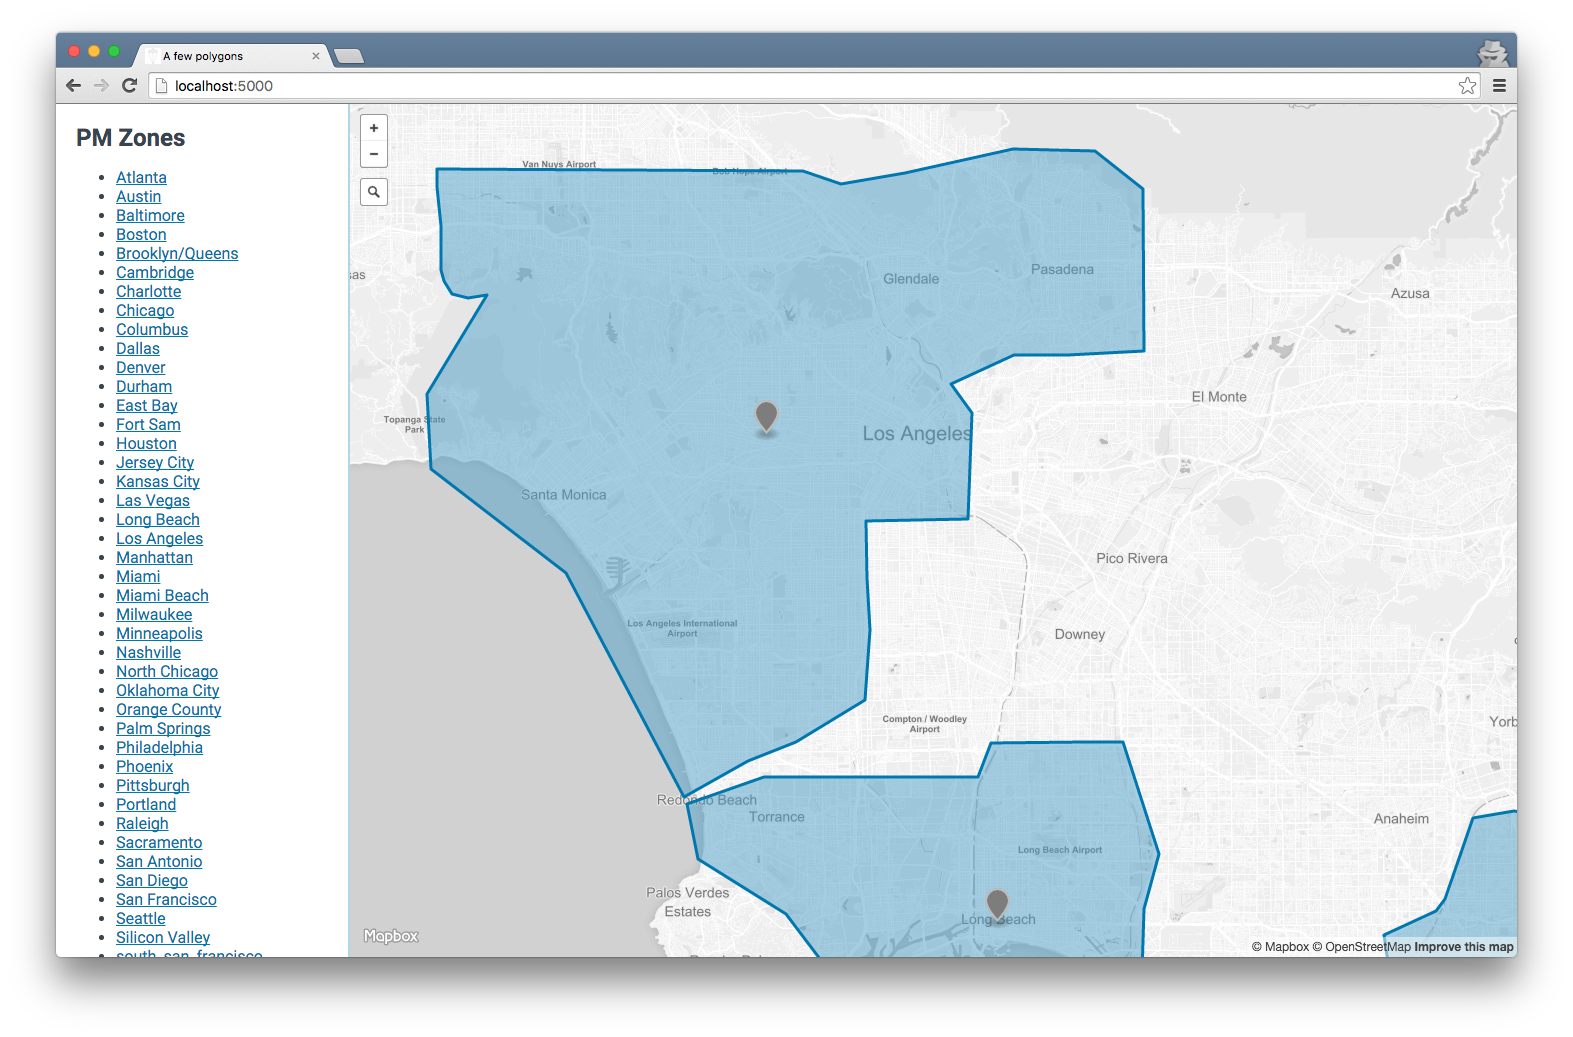 A few polygons
localhost:5000
PM Zones
Atlanta
Austin
Baltimore
Boston
Brooklyn/Queens
Cambridge
Charlotte
Chicago
Columbus
Dallas
Denver
Durham
East Bay
Fort Sam
Houston
Jersey City
Kansas City
Las Vegas
Long Beach
Los Angeles
Manhattan
Miami
Miami Beach
Milwaukee
Minneapolis
Nashville
North Chicago
Oklahoma City
Orange County
Palm Springs
Philadelphia
Phoenix
Pittsburgh
Portland
Raleigh
Sacramento
San Antonio
San Diego
San Francisco
Seattle
Silicon Valley
south_san_francisco
+
−
Van Nuys Airport
Bob Hope Airport
Glendale
Pasadena
sas
Azusa
El Monte
Topanga State
Park
Los Angeles
Santa Monica
Pico Rivera
Los Angeles International
Airport
Downey
Compton / Woodley
Airport
Yorb
Redondo Beach
Torrance
Anaheim
Long Beach Airport
Palos Verdes
Estates
Long Beach
Mapbox
© Mapbox © OpenStreetMap Improve this map